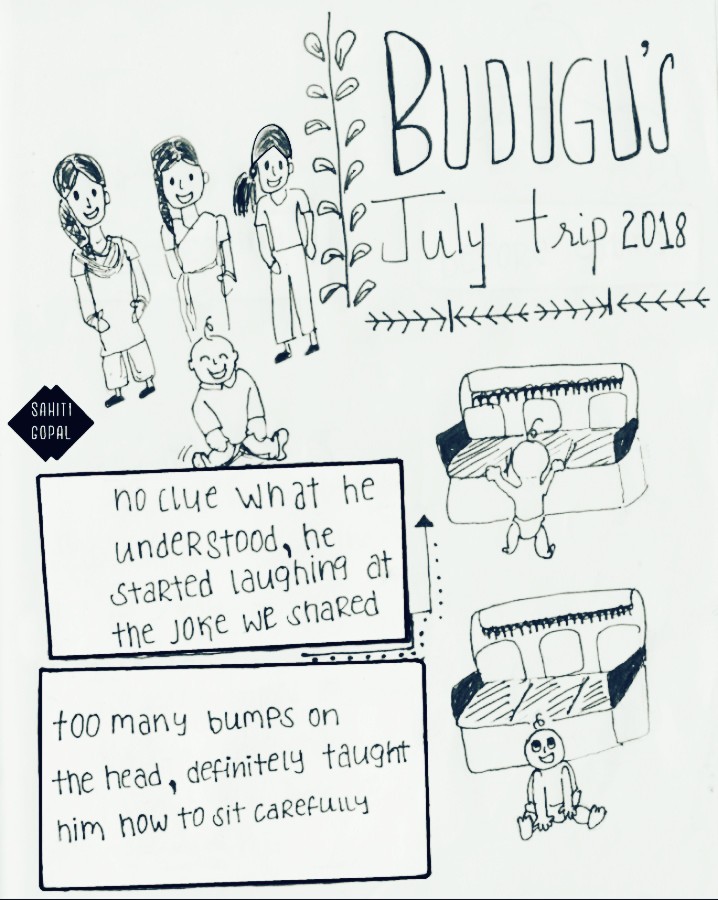 BUDUGU'S
July trip 2018
SAHITI
GOPAL
no clue what he
understood, he
started laughing at
the joke we shared
too many bumps on
the head, definitely taught
him how to sit carefully